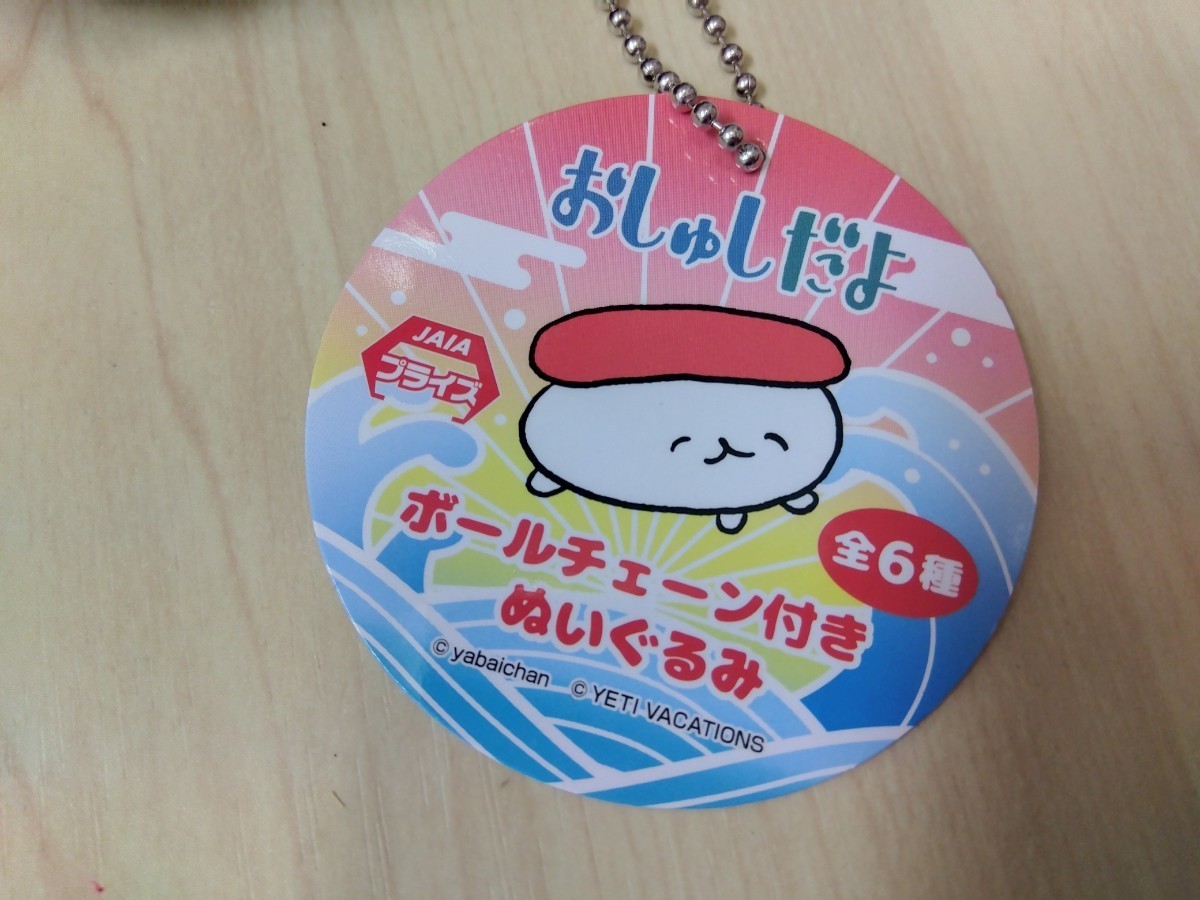 おしゅしだよ
JAIA
プライズ
ボールチェーン付き
ぬいぐるみ
全6種
© yabaichan © YETI VACATIONS